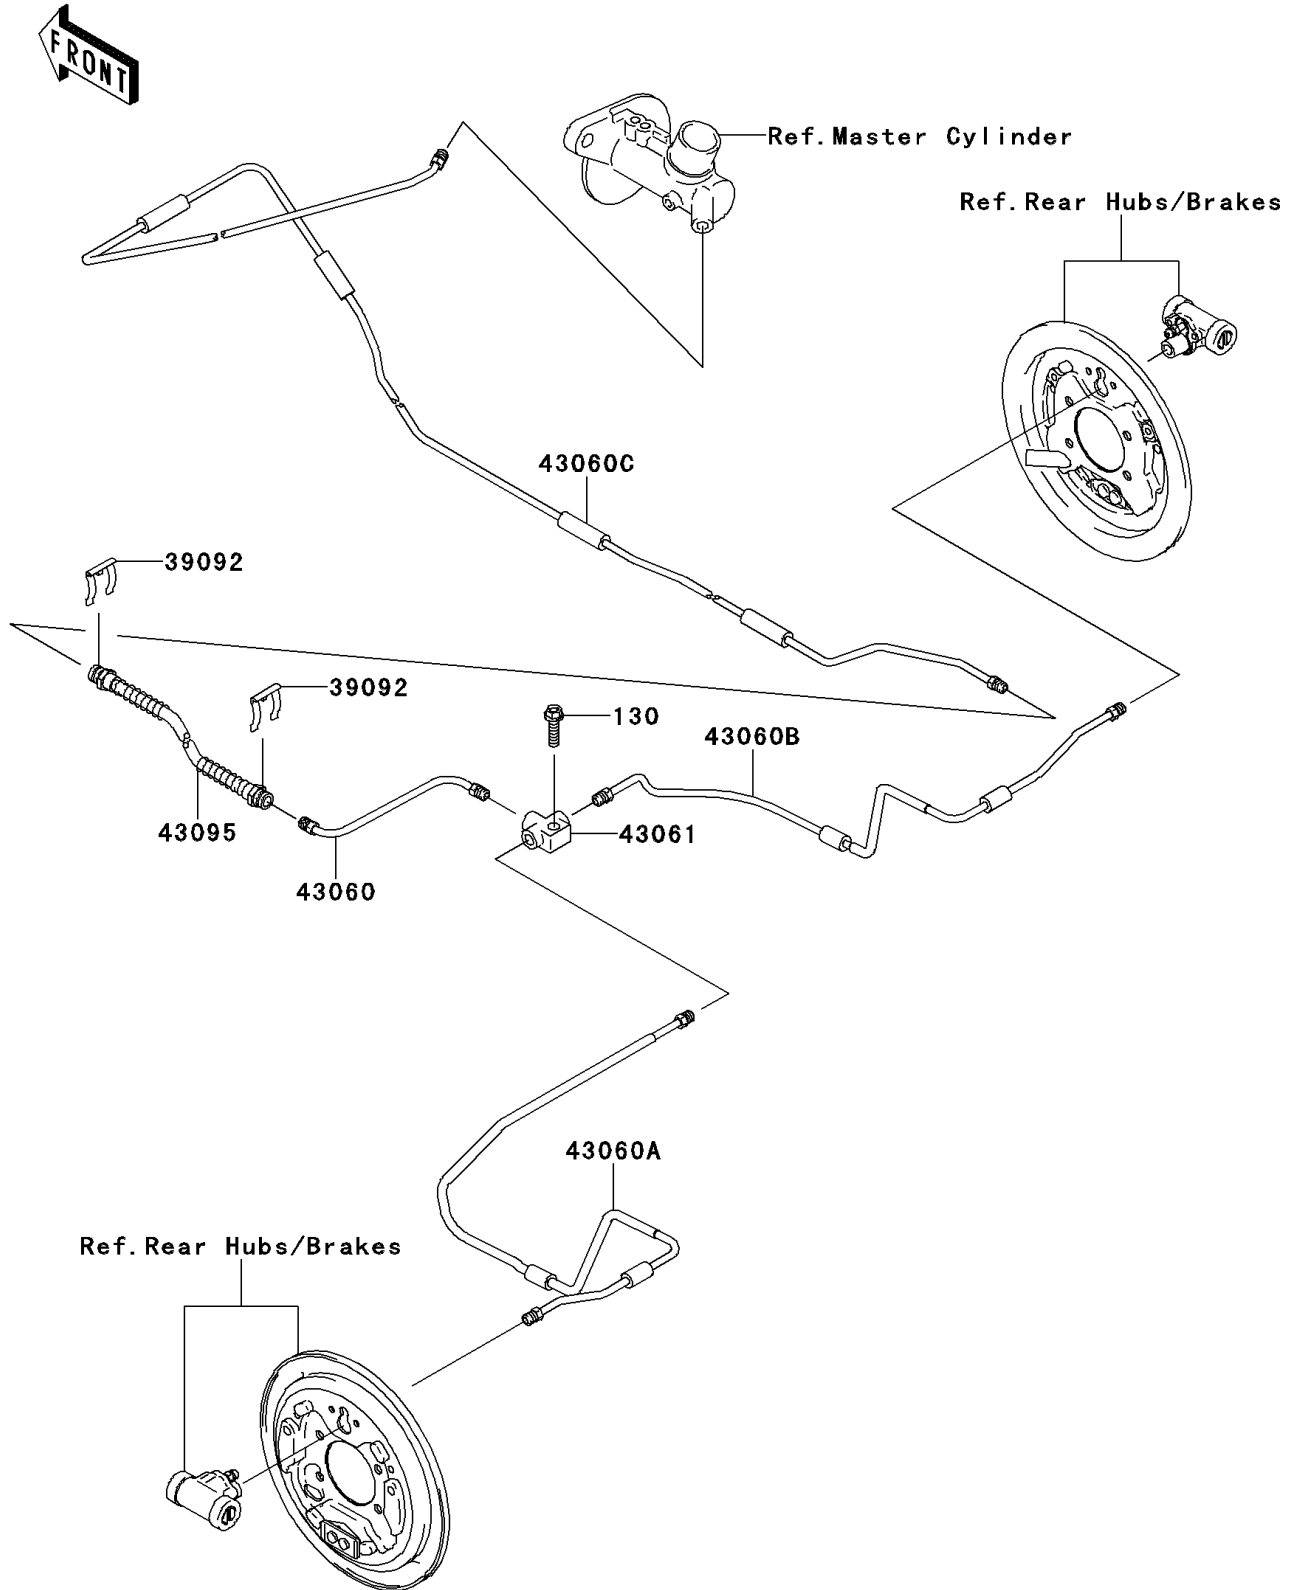 FRONT
Ref.Master Cylinder
Ref.Rear Hubs/Brakes
43060C
39092
39092
130
43060B
43095
43061
43060
43060A
Ref.Rear Hubs/Brakes